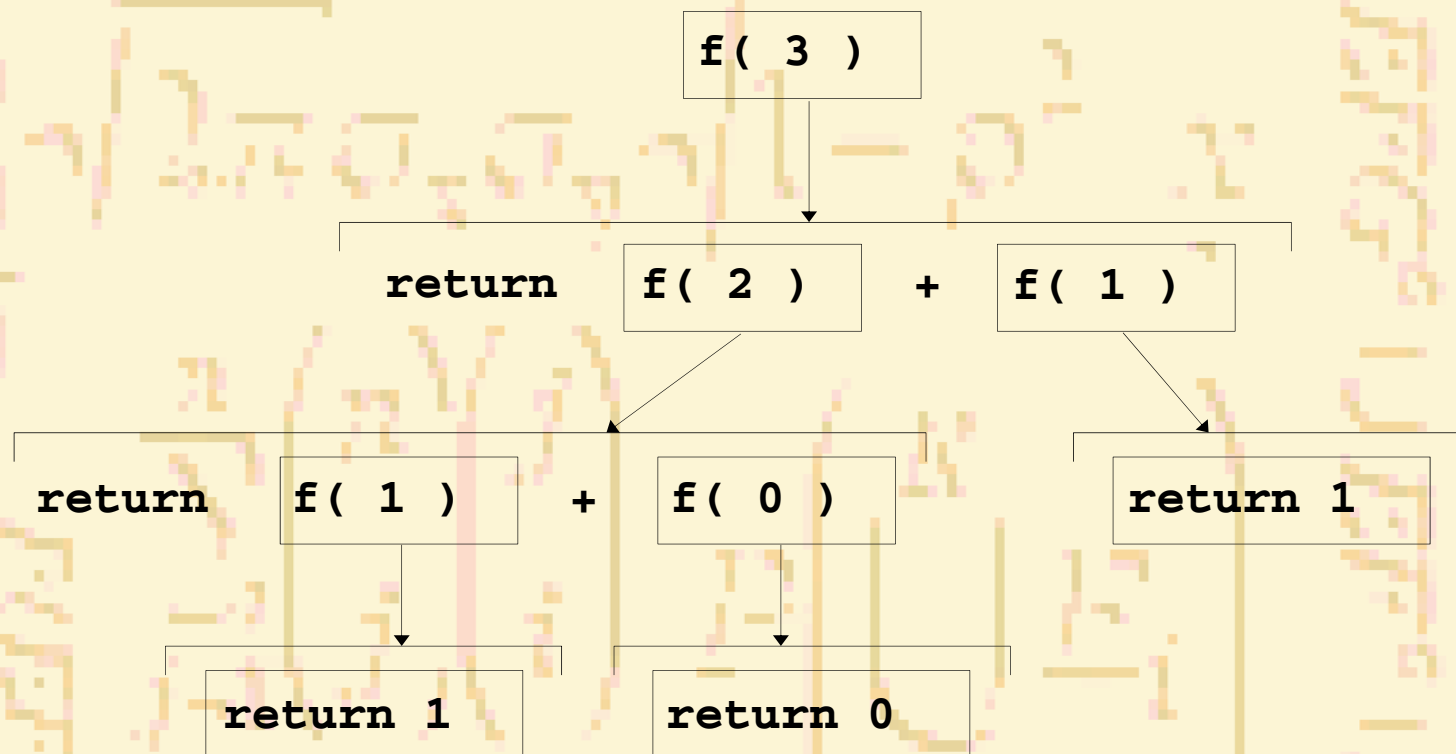 f( 3 )
return f( 2 ) + f( 1 )
return f( 1 ) + f( 0 ) return 1
return 1 return 0